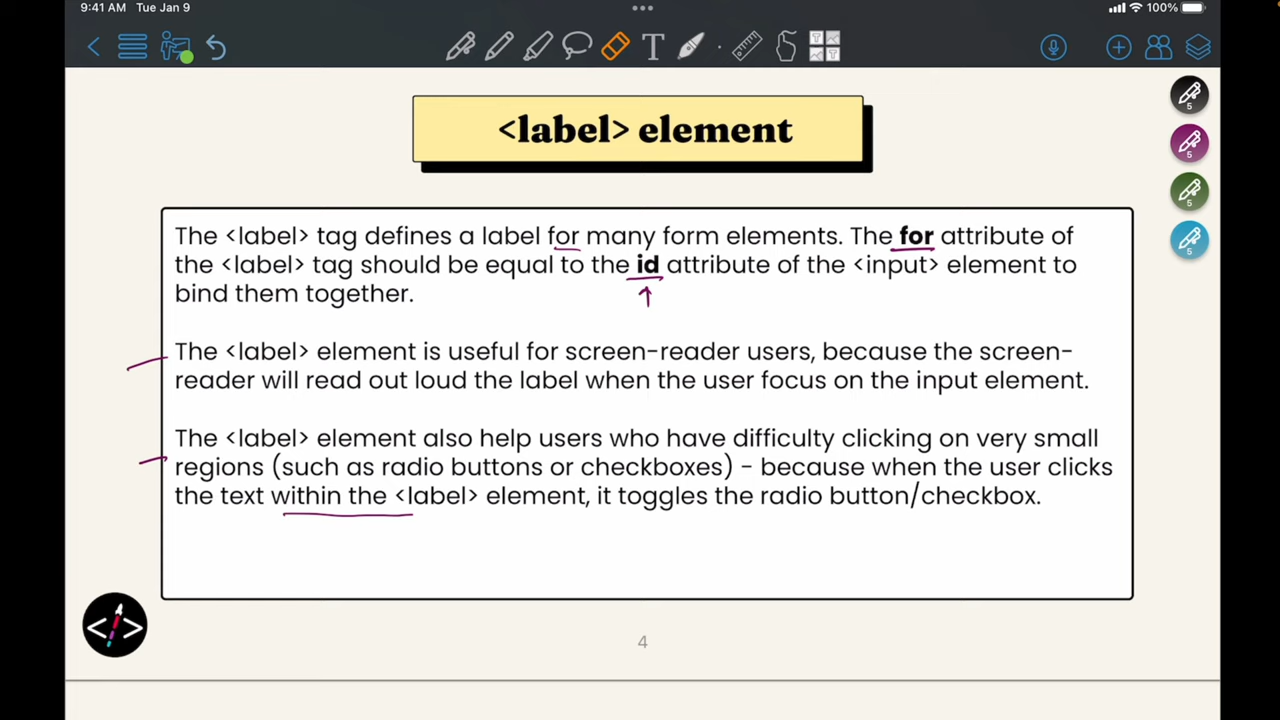 9:41 AM Tue Jan 9
100%
T
5
5
5
5
<label> element
The <label> tag defines a label for many form elements. The for attribute of
the <label> tag should be equal to the id attribute of the <input> element to
bind them together.
The <label> element is useful for screen-reader users, because the screen-
reader will read out loud the label when the user focus on the input element.
The <label> element also help users who have difficulty clicking on very small
regions (such as radio buttons or checkboxes) - because when the user clicks
the text within the <label> element, it toggles the radio button/checkbox.
4